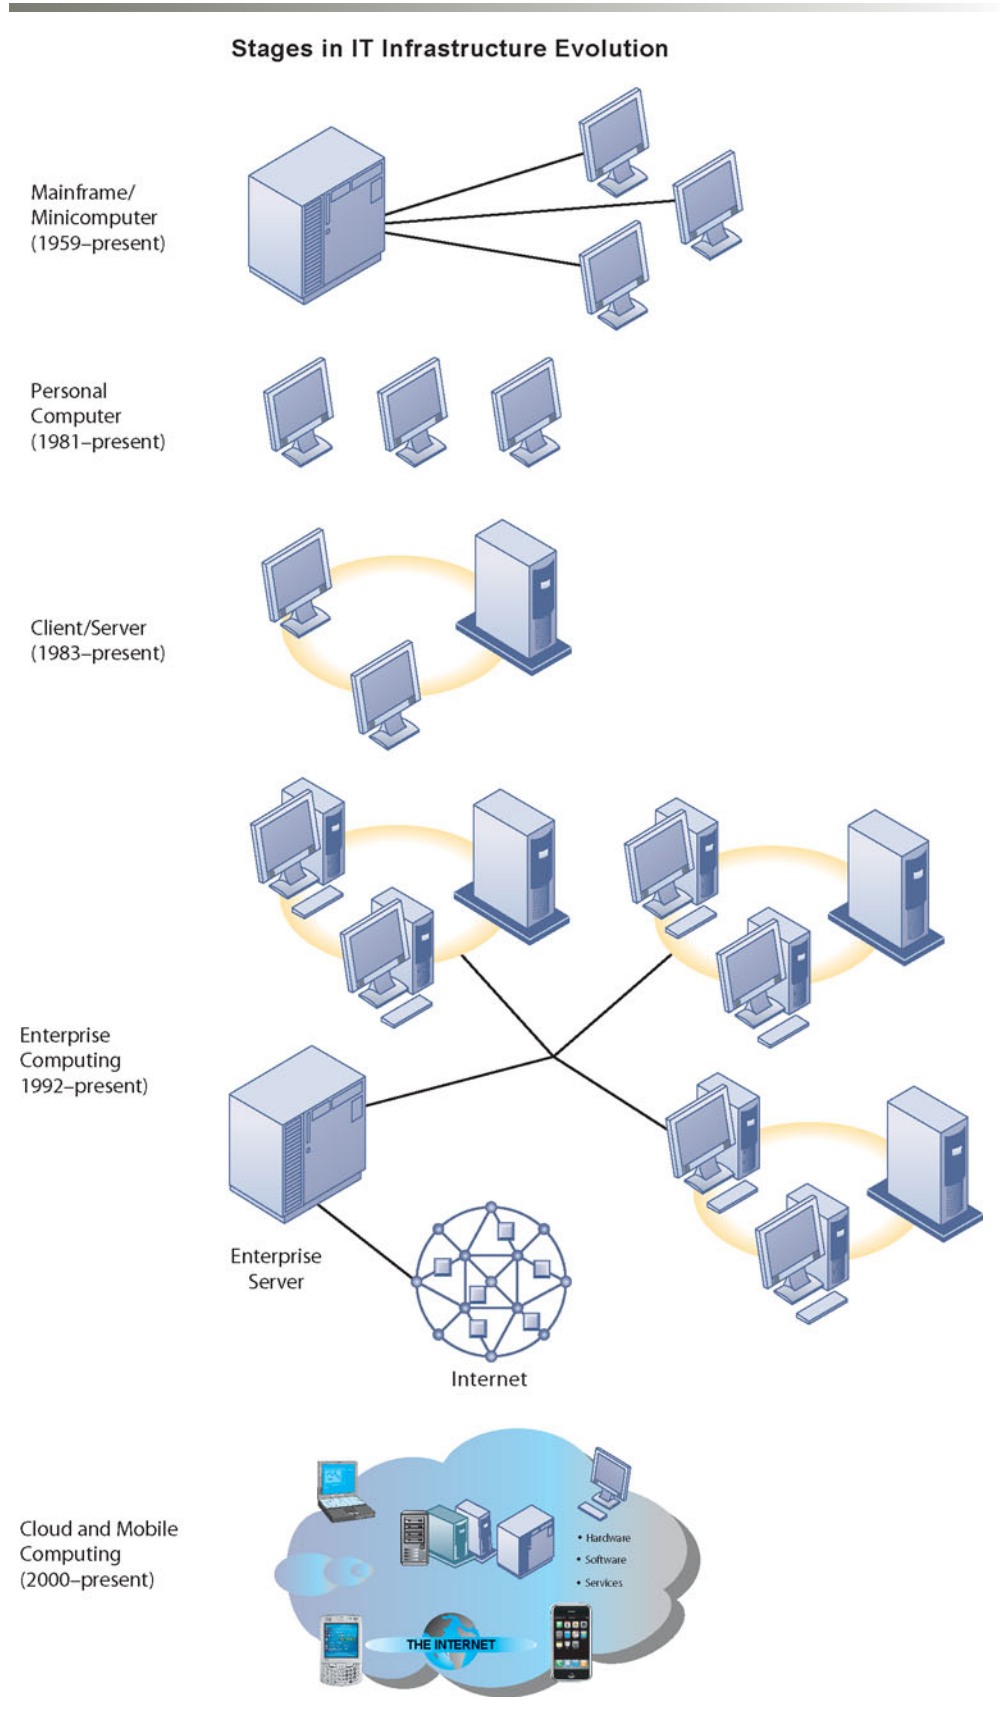 Stages in IT Infrastructure Evolution
Mainframe/
Minicomputer
(1959–present)
Personal
Computer
(1981–present)
Client/Server
(1983–present)
Enterprise
Computing
1992–present)
Enterprise
Server
Internet
Cloud and Mobile
Computing
(2000–present)
• Hardware
• Software
• Services
THE INTERNET